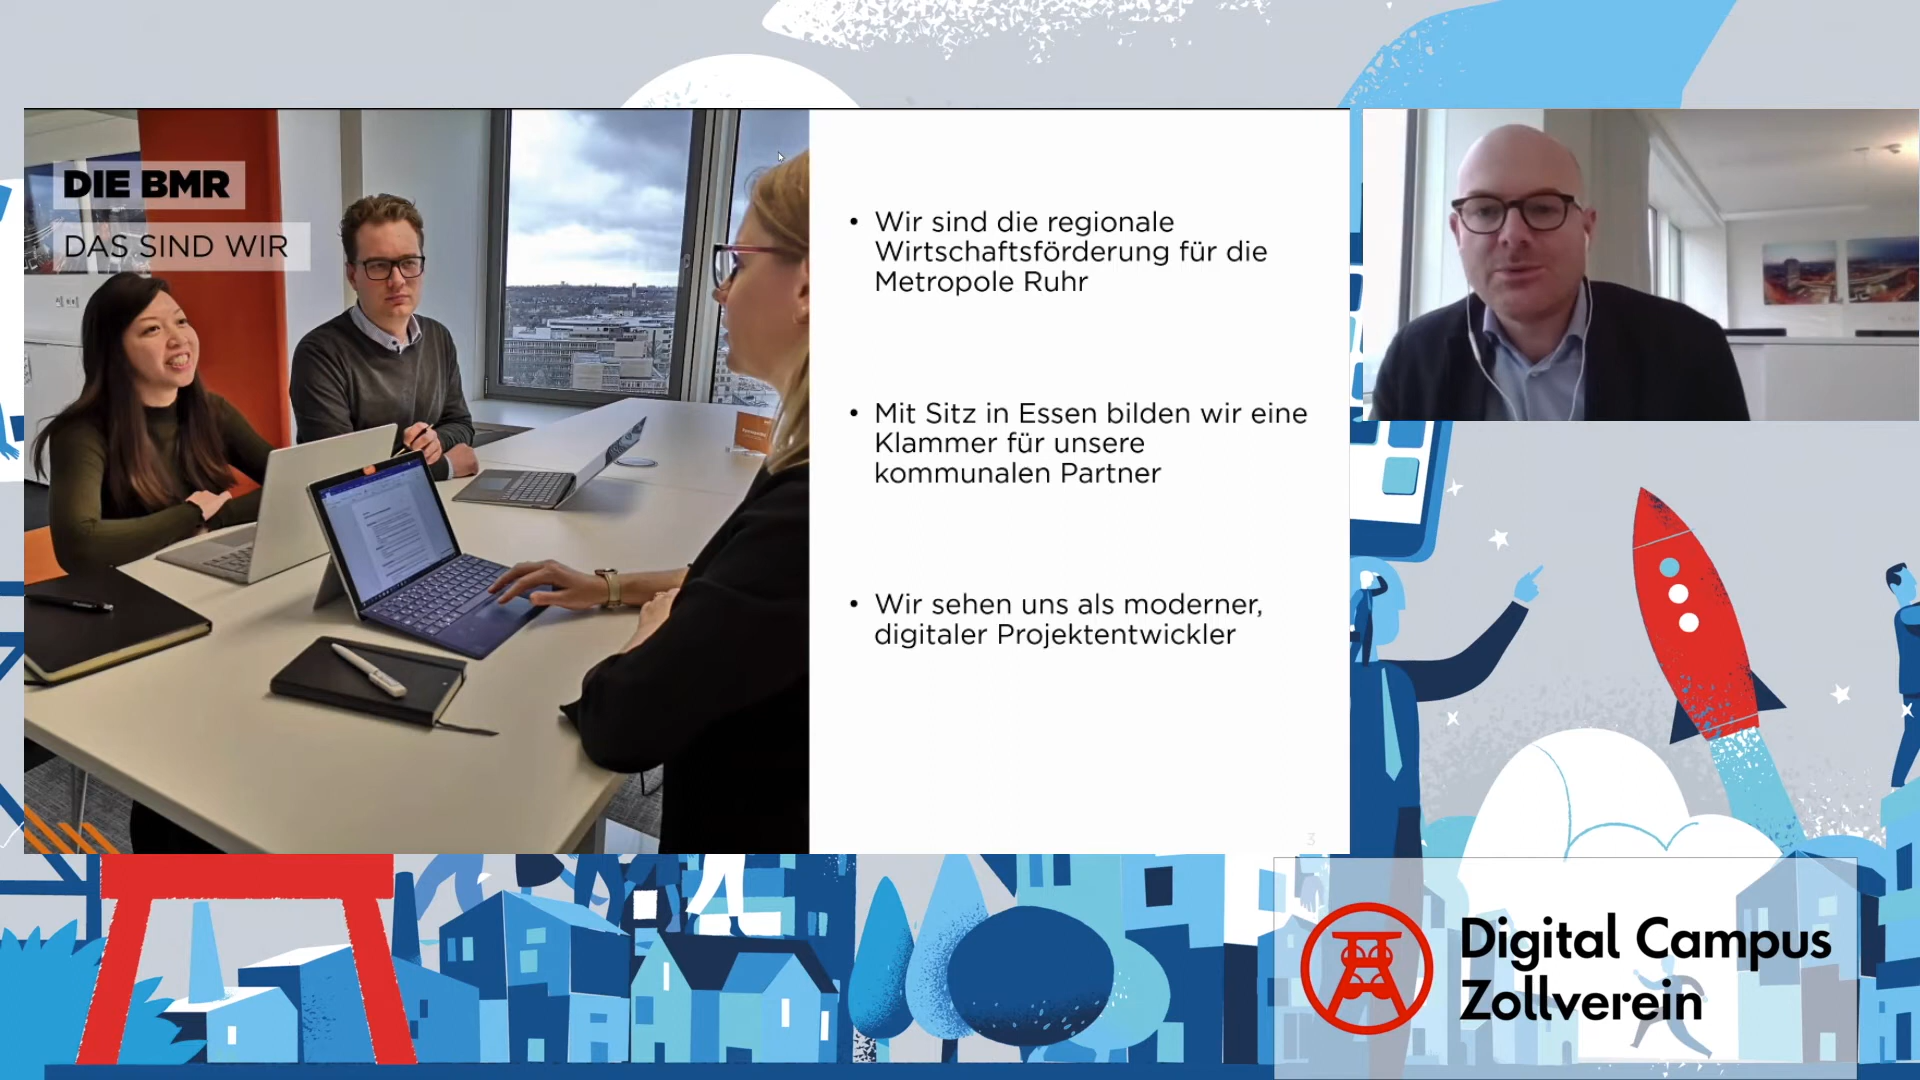 DIE BMR
DAS SIND WIR
• Wir sind die regionale
Wirtschaftsförderung für die
Metropole Ruhr
• Mit Sitz in Essen bilden wir eine
Klammer für unsere
kommunalen Partner
• Wir sehen uns als moderner,
digitaler Projektentwickler
3
Digital Campus
Zollverein